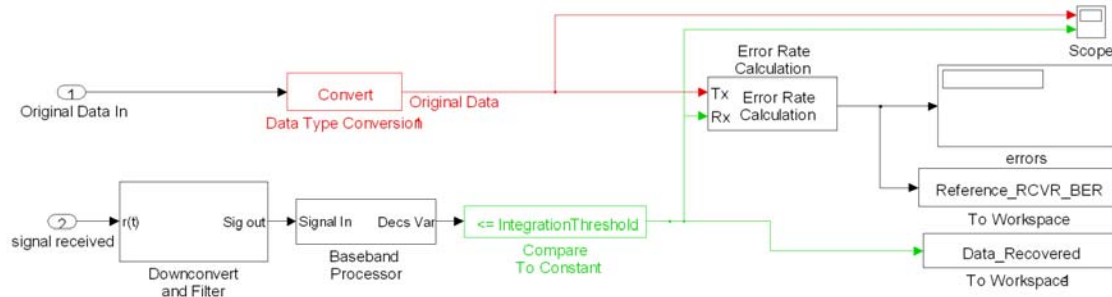 Scope
Error Rate
Calculation
1
Original Data In
Convert
Data Type Conversion1
Original Data
Tx
Rx
Error Rate
Calculation
errors
Reference_RCVR_BER
To Workspace
2
signal received
r(t)
Sig out
Downconvert
and Filter
Signal In
Decs Var
Baseband
Processor
<= IntegrationThreshold
Compare
To Constant
Data_Recovered
To Workspace1